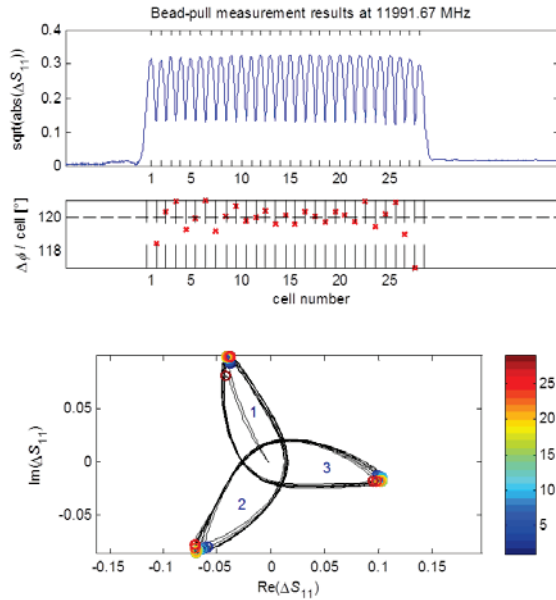 Bead-pull measurement results at 11991.67 MHz
sqrt(abs(ΔS11))
0.4
0.3
0.2
0.1
0
1 5 10 15 20 25
Δϕ / cell [°]
120
118
1 5 10 15 20 25
cell number
Im(ΔS11)
0.05
0
-0.05
1
2
3
-0.15 -0.1 -0.05 0 0.05 0.1 0.15
Re(ΔS11)
25
20
15
10
5